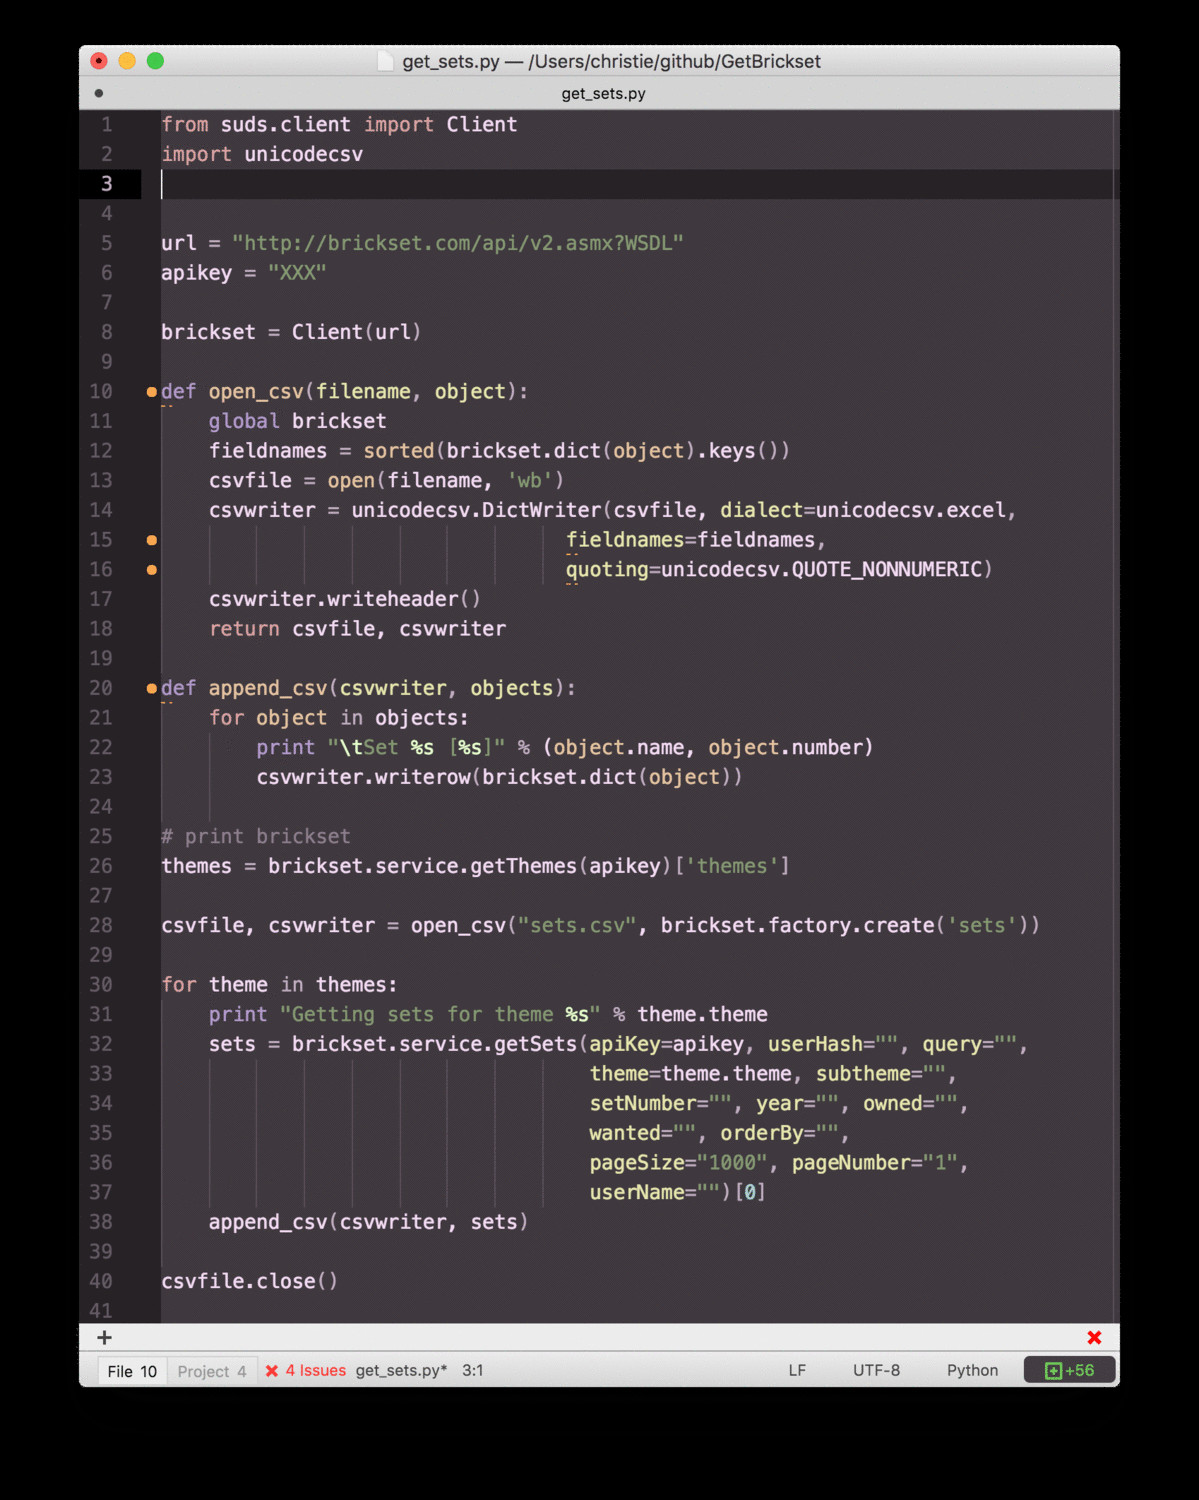 get_sets.py — /Users/christie/github/GetBrickset
get_sets.py
1 from suds.client import Client
2 import unicodecsv
3
4
5 url = "http://brickset.com/api/v2.asmx?WSDL"
6 apikey = "XXX"
7
8 brickset = Client(url)
9
10 def open_csv(filename, object):
11     global brickset
12     fieldnames = sorted(brickset.dict(object).keys())
13     csvfile = open(filename, 'wb')
14     csvwriter = unicodecsv.DictWriter(csvfile, dialect=unicodecsv.excel,
15                                   fieldnames=fieldnames,
16                                   quoting=unicodecsv.QUOTE_NONNUMERIC)
17     csvwriter.writeheader()
18     return csvfile, csvwriter
19
20 def append_csv(csvwriter, objects):
21     for object in objects:
22         print "\tSet %s [%s]" % (object.name, object.number)
23         csvwriter.writerow(brickset.dict(object))
24
25 # print brickset
26 themes = brickset.service.getThemes(apikey)['themes']
27
28 csvfile, csvwriter = open_csv("sets.csv", brickset.factory.create('sets'))
29
30 for theme in themes:
31     print "Getting sets for theme %s" % theme.theme
32     sets = brickset.service.getSets(apiKey=apikey, userHash="", query="",
33                                     theme=theme.theme, subtheme="",
34                                     setNumber="", year="", owned="",
35                                     wanted="", orderBy="",
36                                     pageSize="1000", pageNumber="1",
37                                     userName="")[0]
38     append_csv(csvwriter, sets)
39
40 csvfile.close()
41
File 10 Project 4 4 Issues get_sets.py* 3:1 LF UTF-8 Python +56